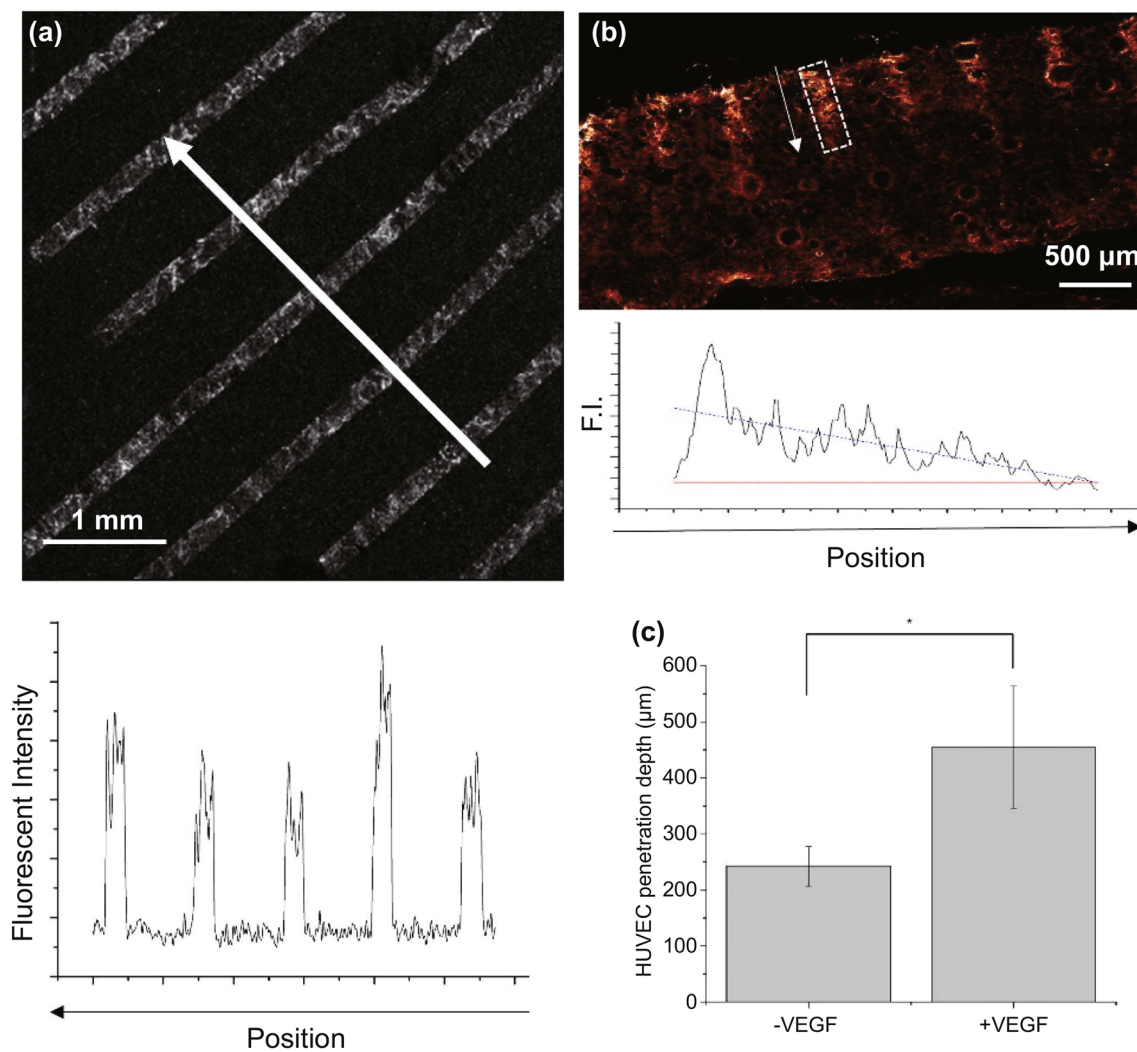 (a)
1 mm
Fluorescent Intensity
Position
(b)
500 µm
F.I.
Position
(c)
*
HUVEC penetration depth (µm)
600
500
400
300
200
100
0
-VEGF
+VEGF